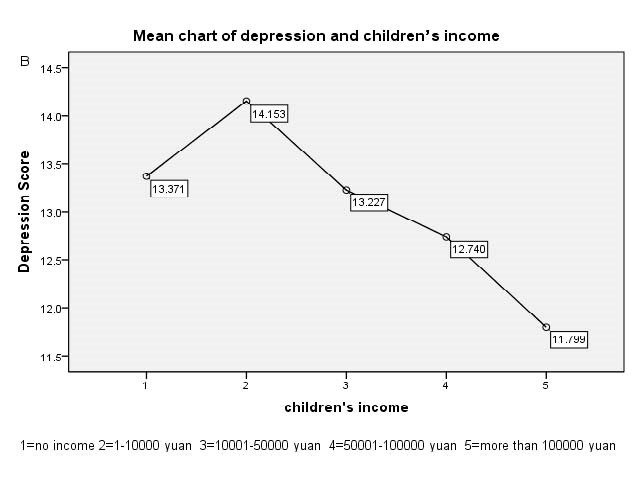 Mean chart of depression and children's income
B
14.5
14.0
13.5
13.0
12.5
12.0
11.5
Depression Score
13.371
14.153
13.227
12.740
11.799
1 2 3 4 5
children's income
1=no income 2=1-10000 yuan 3=10001-50000 yuan 4=50001-100000 yuan 5=more than 100000 yuan